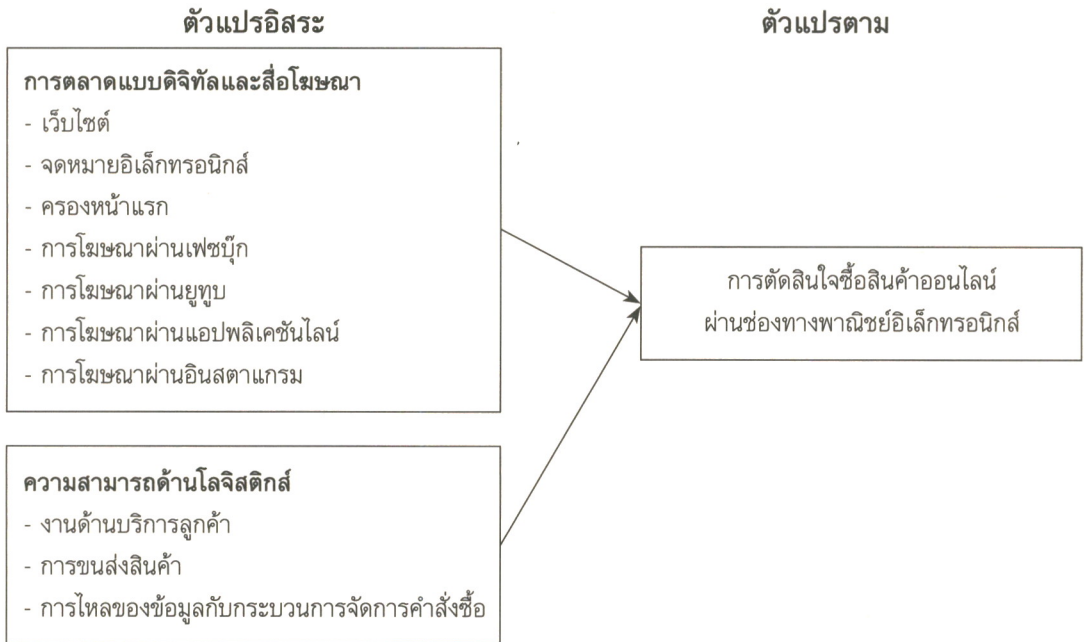 ตัวแปรอิสระ
ตัวแปรตาม
การตลาดแบบดิจิทัลและสื่อโฆษณา
- เว็บไซต์
- จดหมายอิเล็กทรอนิกส์
- ครองหน้าแรก
- การโฆษณาผ่านเฟซบุ๊ก
- การโฆษณาผ่านยูทูบ
- การโฆษณาผ่านแอปพลิเคชันไลน์
- การโฆษณาผ่านอินสตาแกรม
การตัดสินใจซื้อสินค้าออนไลน์
ผ่านช่องทางพาณิชย์อิเล็กทรอนิกส์
ความสามารถด้านโลจิสติกส์
- งานด้านบริการลูกค้า
- การขนส่งสินค้า
- การไหลของข้อมูลกับกระบวนการจัดการคำสั่งซื้อ